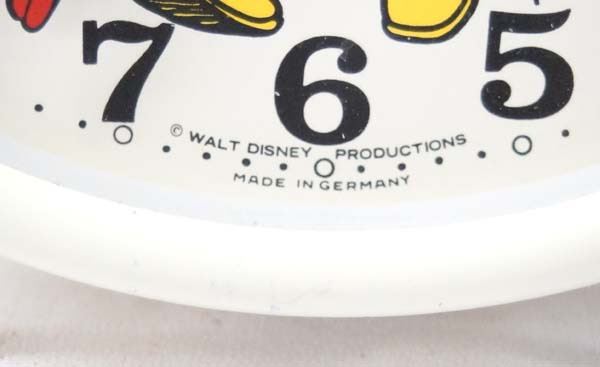 7 6 5
© WALT DISNEY PRODUCTIONS
MADE IN GERMANY